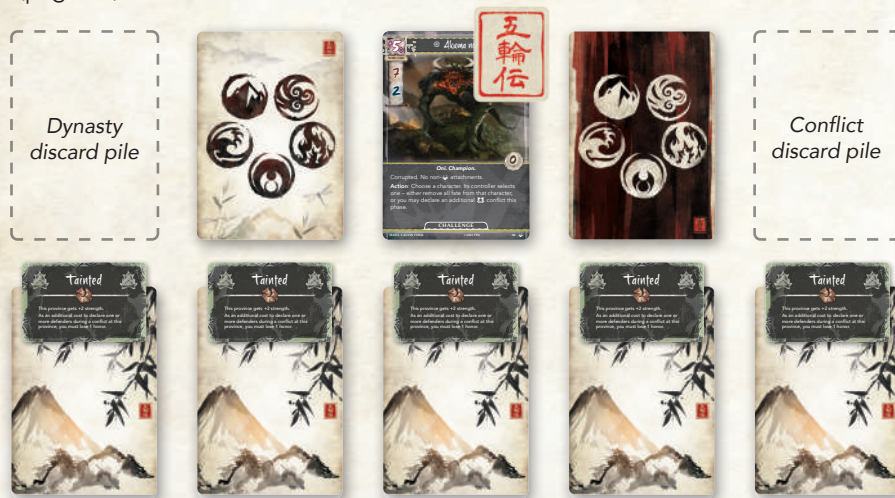 Dynasty
discard pile
5
Akuma n
7
2
0
Oni. Champion.
Corrupted. No non- attachments.
Action: Choose a character. Its controller selects
one – either remove all fate from that character,
or you may declare an additional conflict this
phase.
CHALLENGE
五
輪
伝
Conflict
discard pile
Tainted
This province gets +2 strength.
As an additional cost to declare one or
more defenders during a conflict at this
province, you must lose 1 honor.
Tainted
This province gets +2 strength.
As an additional cost to declare one or
more defenders during a conflict at this
province, you must lose 1 honor.
Tainted
This province gets +2 strength.
As an additional cost to declare one or
more defenders during a conflict at this
province, you must lose 1 honor.
Tainted
This province gets +2 strength.
As an additional cost to declare one or
more defenders during a conflict at this
province, you must lose 1 honor.
Tainted
This province gets +2 strength.
As an additional cost to declare one or
more defenders during a conflict at this
province, you must lose 1 honor.